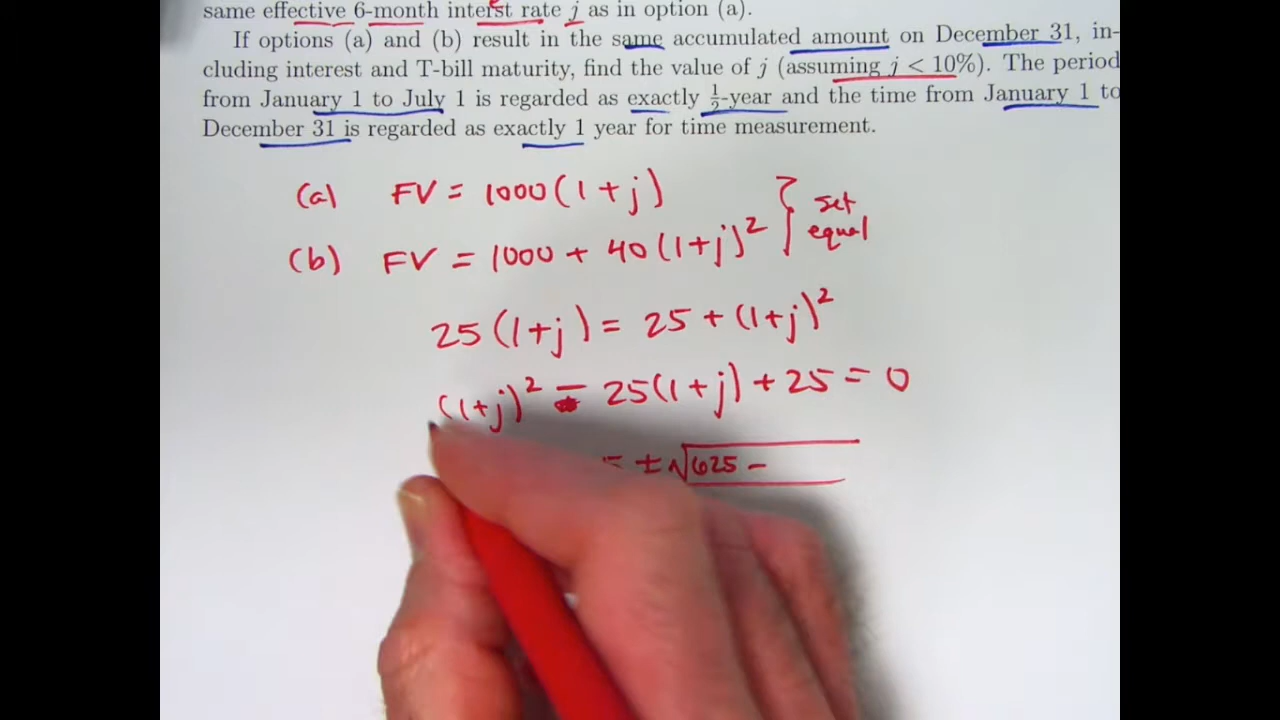 same effective 6-month interst rate j as in option (a).
If options (a) and (b) result in the same accumulated amount on December 31, in-
cluding interest and T-bill maturity, find the value of j (assuming j < 10%). The period
from January 1 to July 1 is regarded as exactly 1/2-year and the time from January 1 to
December 31 is regarded as exactly 1 year for time measurement.
(a) FV = 1000(1+j)
(b) FV = 1000 + 40(1+j)²
set
equal
25(1+j) = 25 + (1+j)²
(1+j)² - 25(1+j) + 25 = 0
± √625 -